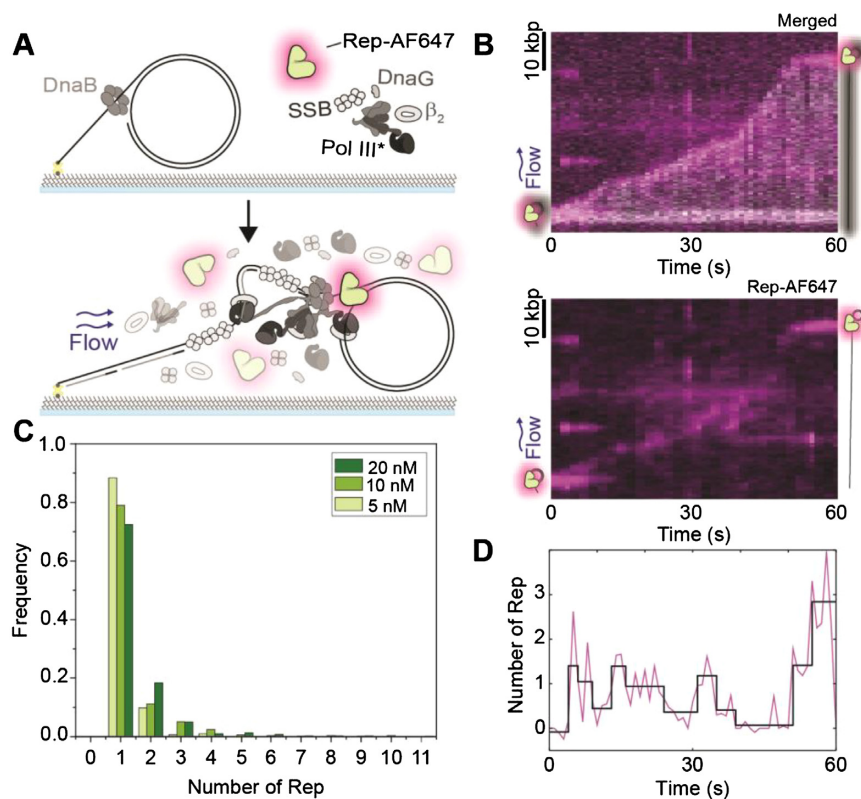 A
Rep-AF647
DnaB
DnaG
SSB
β2
Pol III*
Flow
B
Merged
10 kbp
Flow
0
30
60
Time (s)
Rep-AF647
10 kbp
Flow
0
30
60
Time (s)
C
1.0
0.8
0.6
0.4
0.2
0.0
Frequency
20 nM
10 nM
5 nM
0 1 2 3 4 5 6 7 8 9 10 11
Number of Rep
D
3
2
1
0
Number of Rep
0
30
60
Time (s)